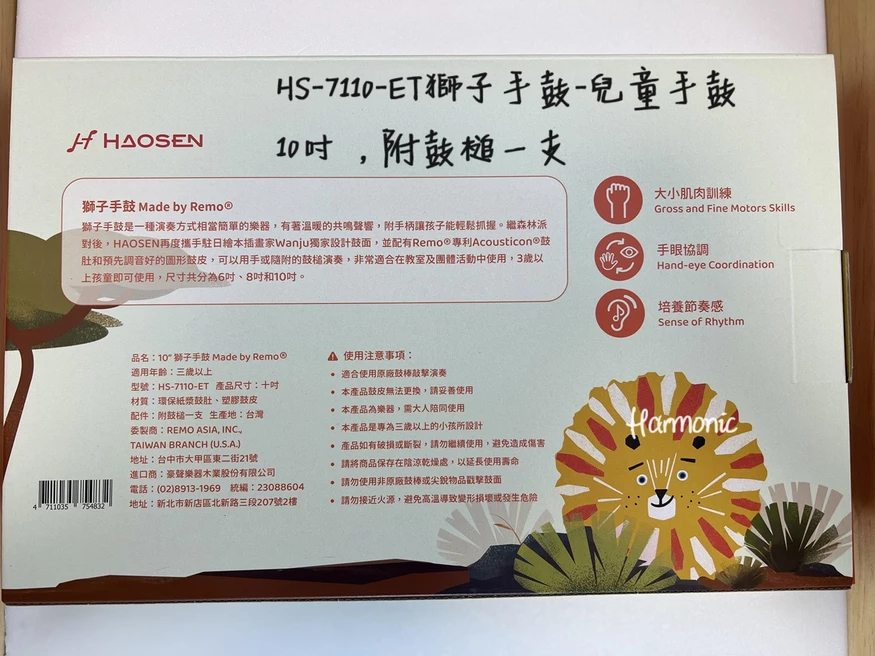 HS-7110-ET獅子手鼓-兒童手鼓
10吋，附鼓槌一支
HAOSEN
獅子手鼓 Made by Remo®
獅子手鼓是一種演奏方式相當簡單的樂器，有著溫暖的共鳴聲響，附手柄讓孩子能輕鬆抓握。繼森林派
對後，HAOSEN再度攜手駐日繪本插畫家Wanju獨家設計鼓面，並配有Remo®專利Acousticon®鼓
肚和預先調音好的圓形鼓皮，可以用手或隨附的鼓槌演奏，非常適合在教室及團體活動中使用，3歲以
上孩童即可使用，尺寸共分為6吋、8吋和10吋。
大小肌肉訓練
Gross and Fine Motors Skills
手眼協調
Hand-eye Coordination
培養節奏感
Sense of Rhythm
品名：10" 獅子手鼓 Made by Remo®
適用年齡：三歲以上
型號：HS-7110-ET 產品尺寸：十吋
材質：環保紙漿鼓肚、塑膠鼓皮
配件：附鼓槌一支 生產地：台灣
委製商：REMO ASIA, INC.,
TAIWAN BRANCH (U.S.A.)
地址：台中市大甲區東二街21號
進口商：豪聲樂器木業股份有限公司
電話：(02)8913-1969 統編：23088604
地址：新北市新店區北新路三段207號2樓
4 711035 754832
使用注意事項：
• 適合使用原廠鼓棒敲擊演奏
• 本產品鼓皮無法更換，請妥善使用
• 本產品為樂器，需大人陪同使用
• 本產品是專為三歲以上的小孩所設計
• 產品如有破損或斷裂，請勿繼續使用，避免造成傷害
• 請將商品保存在陰涼乾燥處，以延長使用壽命
• 請勿使用非原廠鼓棒或尖銳物品戳擊鼓面
• 請勿接近火源，避免高溫導致變形損壞或發生危險
Harmonic